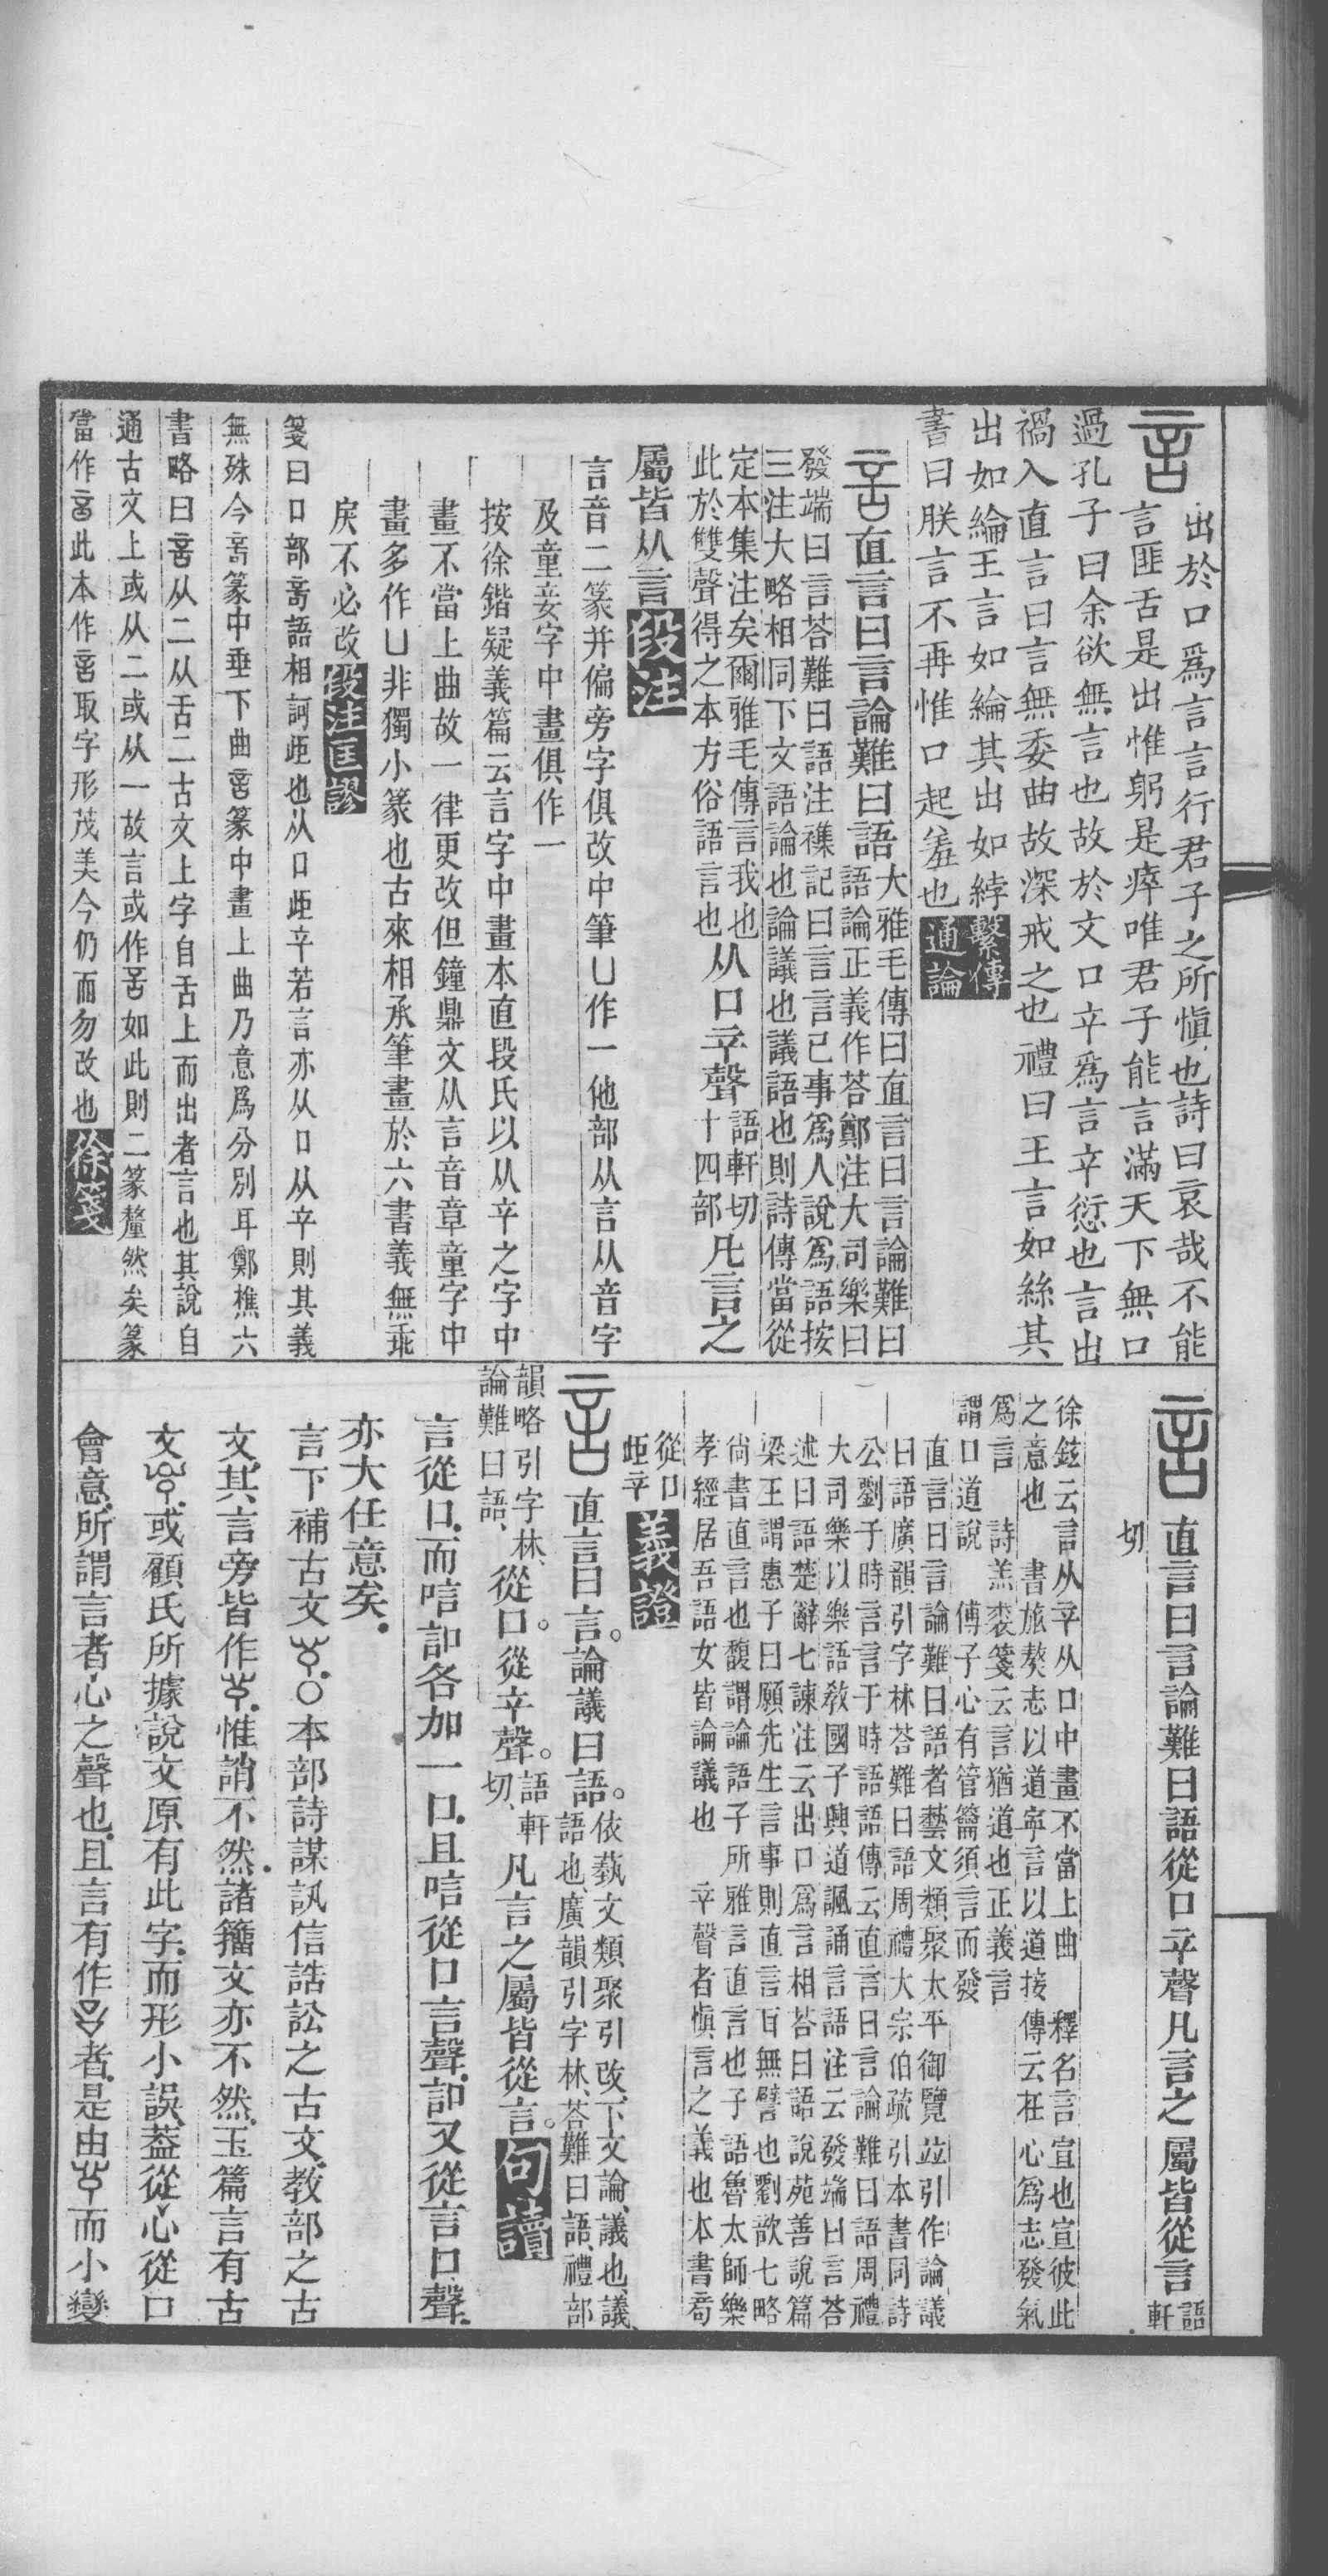 出於口爲言言行君子之所愼也詩曰哀哉不能
言匪舌是出惟躬是瘁唯君子能言滿天下無口
過孔子曰余欲無言也故於文口䇂爲言䇂愆也言出
禍入直言曰言無委曲故深戒之也禮曰王言如絲其
出如綸王言如綸其出如綍繫傳
書曰朕言不再惟口起羞也通論
直言曰言論難曰語
大雅毛傳曰直言曰言論難曰
語論正義作荅鄭注大司樂曰
發端曰言荅難曰語注襍記曰言言己事爲人說爲語按
三注大略相同下文語論也論議也議語也則詩傳當從
定本集注矣爾雅毛傳言我也
此於雙聲得之本方俗語言也
从口䇂聲
語軒切
十四部
凡言之
屬皆从言段注
言音二篆并偏旁字俱改中筆凵作一他部从言从音字
及童妾字中畫俱作一
按徐鍇疑義篇云言字中畫本直段氏以从䇂之字中
畫不當上曲故一律更改但鐘鼎文从言音章童字中
畫多作凵非獨小篆也古來相承筆畫於六書義無乖
戾不必改段注匡謬
箋曰口部㖕語相訶歫也从口歫䇂若言亦从口从䇂則其義
無殊今㖕篆中垂下曲言篆中畫上曲乃意爲分別耳鄭樵六
書略曰言从二从舌二古文上字自舌上而出者言也其說自
通古文上或从二或从一故言或作言如此則二篆釐然矣篆
當作言此本作言取字形茂美今仍而勿改也徐箋
直言曰言論難曰語從口䇂聲凡言之屬皆從言
語軒
切
徐鉉云言从䇂从口中畫不當上曲　釋名言宣也宣彼此
之意也　書旅獒志以道寧言以道接傳云在心爲志發氣
爲言　詩羔裘箋云言猶道也正義言
謂口道說　傅子心有管籥須言而發
直言曰言論難曰語者藝文類聚太平御覽竝引作論議
曰語廣韻引字林荅難曰語周禮大宗伯疏引本書同詩
公劉于時言言于時語語傳云直言曰言論難曰語周禮
大司樂以樂語敎國子興道諷誦言語注云發端曰言荅
述曰語楚辭七諫注云出口爲言相荅曰語說苑善說篇
梁王謂惠子曰願先生言事則直言百無譬也劉歆七略
尙書直言也馥謂論語子所雅言直言也子語魯太師樂
孝經居吾語女皆論議也　䇂聲者愼言之義也本書㖕
從口
歫䇂
義證
直言曰言。論議曰語。
依蓺文類聚引改、下文論、議也、議、
語也、廣韻引字林、荅難曰語、禮部
韻略引字林、
論難曰語、
從口。從䇂聲。
語軒
切、
凡言之屬皆從言。句讀
言從口、而唁訆各加一口、且唁從口言聲、訆又從言口聲、
亦大任意矣、
言下補古文、○本部詩謀訊信誥訟之古文、敎部之古
文、其言旁皆作、惟誚不然、諸籒文亦不然、玉篇言有古
文、或顧氏所據說文原有此字、而形小誤、葢從心從口
會意、所謂言者心之聲也、且言有作者、是由而小變